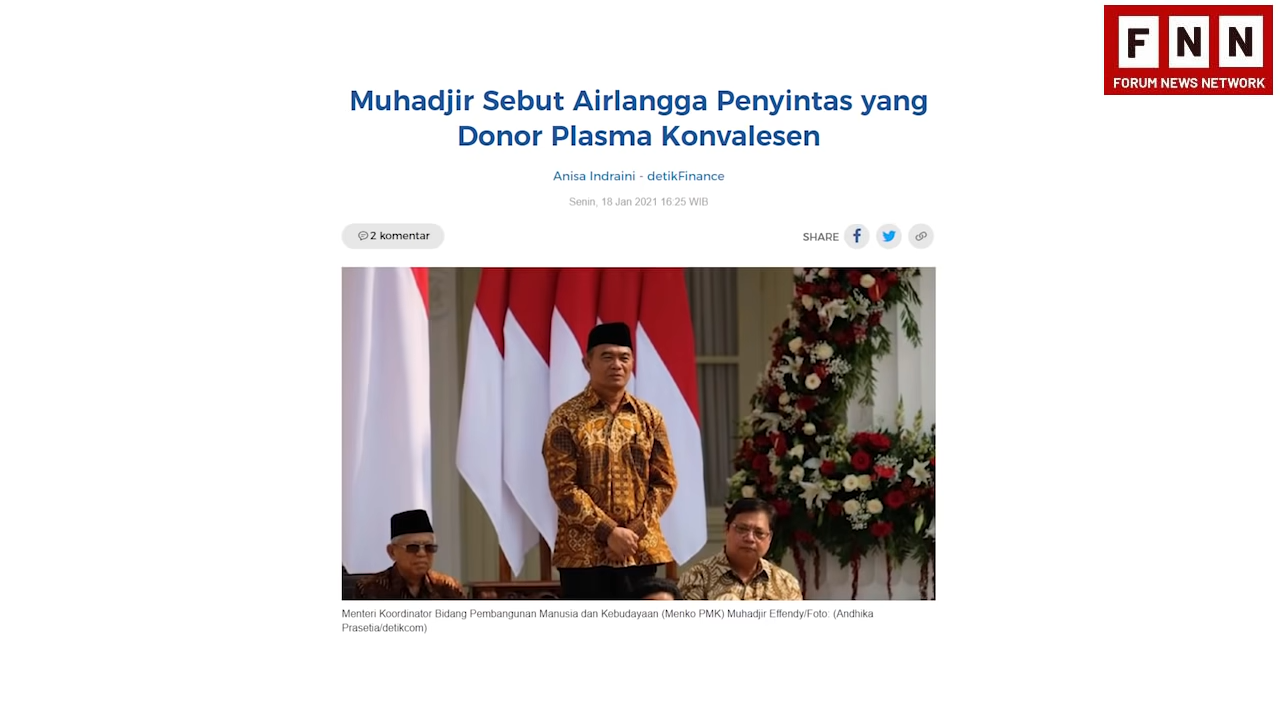 F N N
FORUM NEWS NETWORK
Muhadjir Sebut Airlangga Penyintas yang
Donor Plasma Konvalesen
Anisa Indraini - detikFinance
Senin, 18 Jan 2021 16:25 WIB
2 komentar
SHARE
Menteri Koordinator Bidang Pembangunan Manusia dan Kebudayaan (Menko PMK) Muhadjir Effendy/Foto: (Andhika
Prasetia/detikcom)